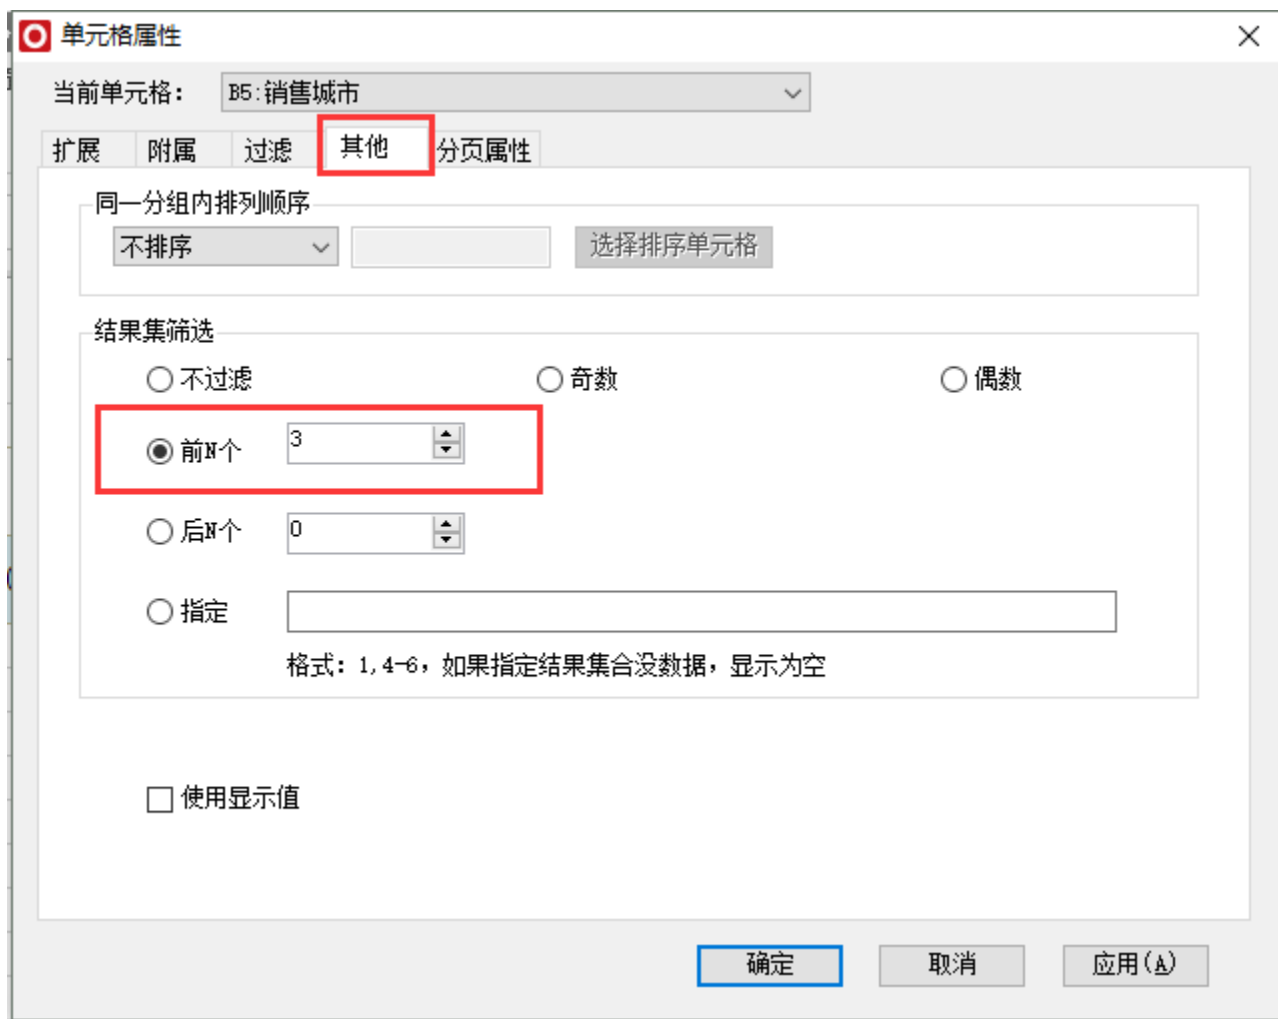 单元格属性
当前单元格： B5:销售城市
扩展 附属 过滤 其他 分页属性
同一分组内排列顺序
不排序 选择排序单元格
结果集筛选
不过滤 奇数 偶数
前N个 3
后N个 0
指定
格式：1,4-6，如果指定结果集合没数据，显示为空
使用显示值
确定 取消 应用(A)